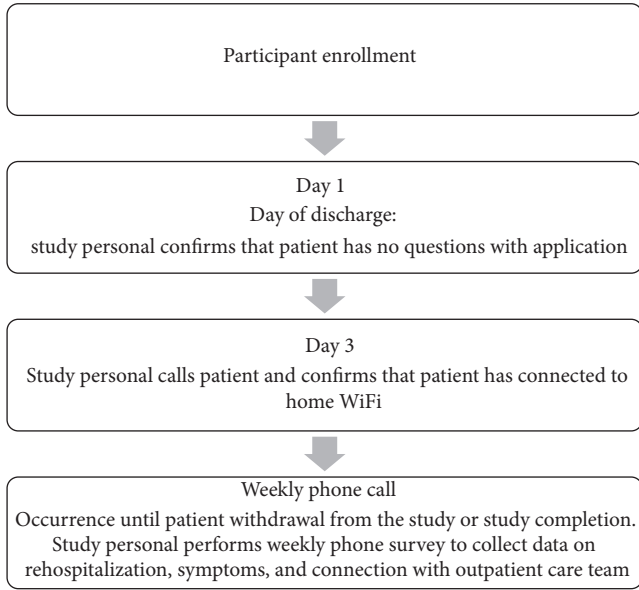 Participant enrollment
Day 1
Day of discharge:
study personal confirms that patient has no questions with application
Day 3
Study personal calls patient and confirms that patient has connected to
home WiFi
Weekly phone call
Occurrence until patient withdrawal from the study or study completion.
Study personal performs weekly phone survey to collect data on
rehospitalization, symptoms, and connection with outpatient care team